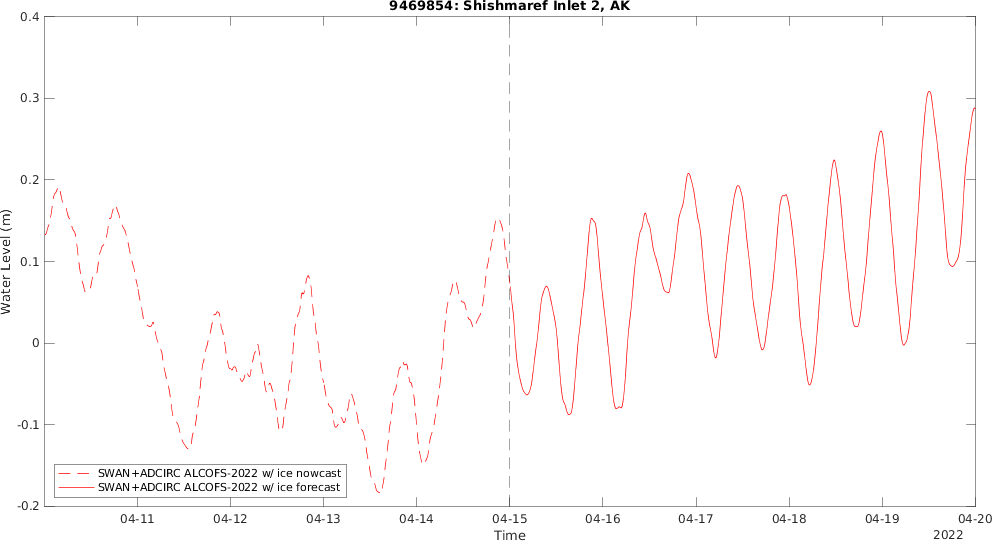 9469854: Shishmaref Inlet 2, AK
0.4
0.3
0.2
0.1
0
-0.1
-0.2
Water Level (m)
SWAN+ADCIRC ALCOFS-2022 w/ ice nowcast
SWAN+ADCIRC ALCOFS-2022 w/ ice forecast
04-11 04-12 04-13 04-14 04-15 04-16 04-17 04-18 04-19 04-20
Time
2022